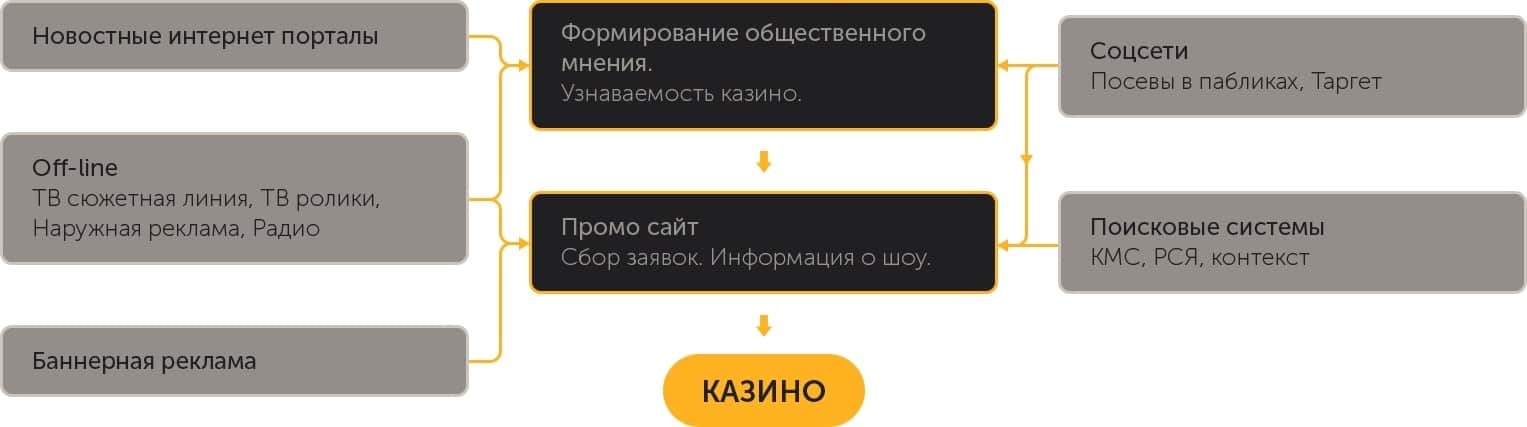 Новостные интернет порталы
Off-line
ТВ сюжетная линия, ТВ ролики,
Наружная реклама, Радио
Баннерная реклама
Формирование общественного
мнения.
Узнаваемость казино.
Промо сайт
Сбор заявок. Информация о шоу.
КАЗИНО
Соцсети
Посевы в пабликах, Таргет
Поисковые системы
КМС, РСЯ, контекст